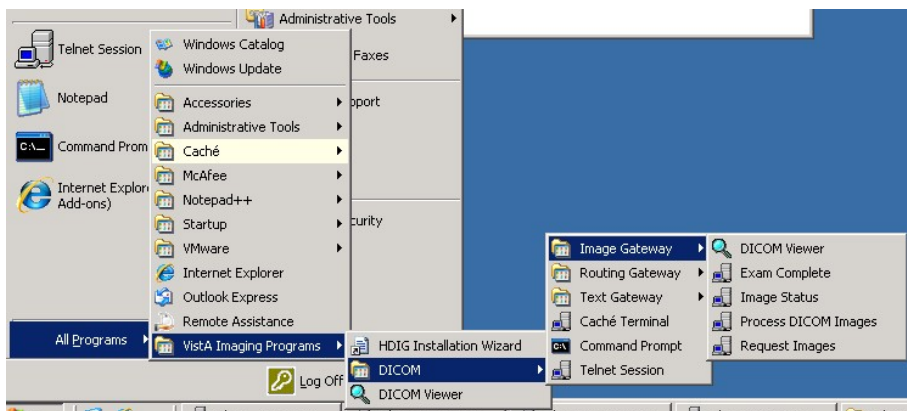 Administrative Tools
Telnet Session
Notepad
Command Prom
Internet Explor
Add-ons)
All Programs
Windows Catalog
Windows Update
Accessories
Administrative Tools
Caché
McAfee
Notepad++
Startup
VMware
Internet Explorer
Outlook Express
Remote Assistance
VistA Imaging Programs
Faxes
pport
curity
Log Off
HDIG Installation Wizard
DICOM
DICOM Viewer
Image Gateway
Routing Gateway
Text Gateway
Caché Terminal
Command Prompt
Telnet Session
DICOM Viewer
Exam Complete
Image Status
Process DICOM Images
Request Images